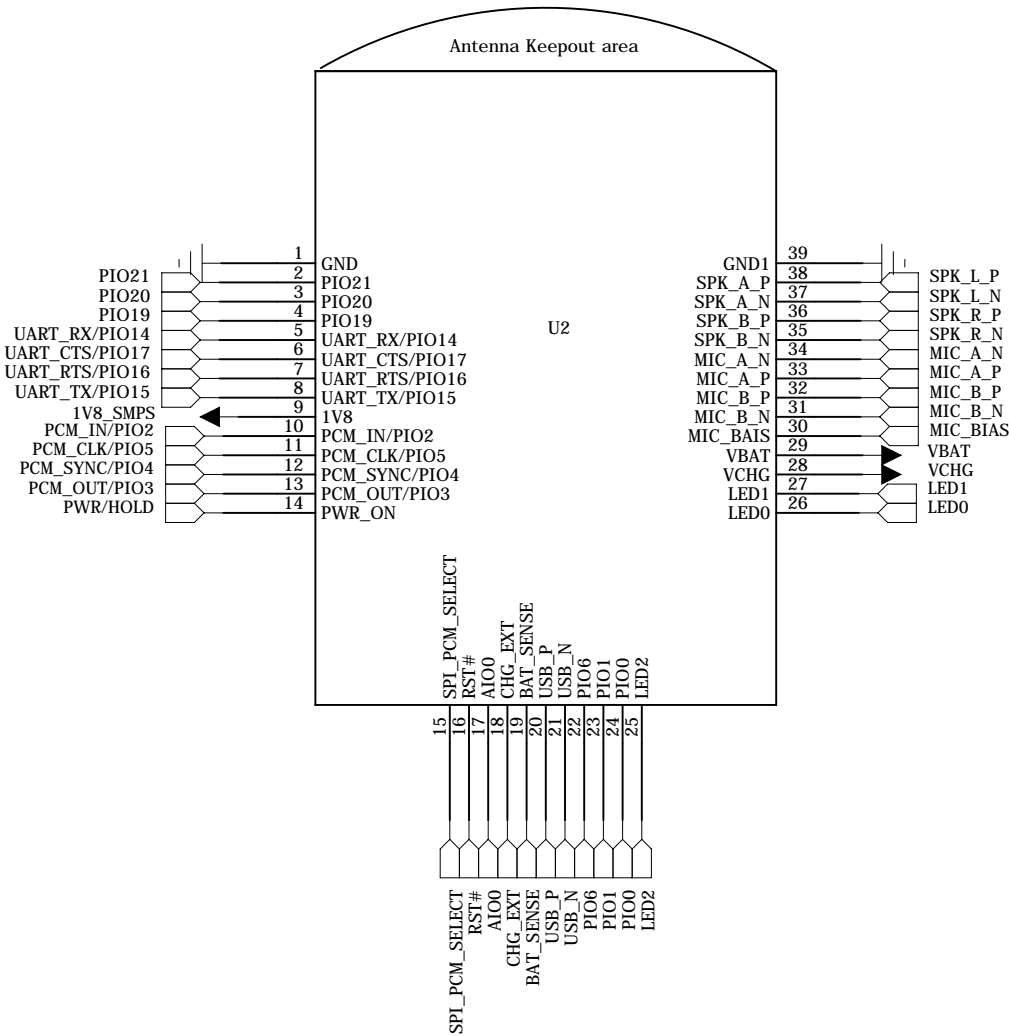 Antenna Keepout area
U2
PIO21
PIO20
PIO19
UART_RX/PIO14
UART_CTS/PIO17
UART_RTS/PIO16
UART_TX/PIO15
1V8_SMPS
PCM_IN/PIO2
PCM_CLK/PIO5
PCM_SYNC/PIO4
PCM_OUT/PIO3
PWR/HOLD
1 GND
2 PIO21
3 PIO20
4 PIO19
5 UART_RX/PIO14
6 UART_CTS/PIO17
7 UART_RTS/PIO16
8 UART_TX/PIO15
9 1V8
10 PCM_IN/PIO2
11 PCM_CLK/PIO5
12 PCM_SYNC/PIO4
13 PCM_OUT/PIO3
14 PWR_ON
GND1 39
SPK_A_P 38
SPK_A_N 37
SPK_B_P 36
SPK_B_N 35
MIC_A_N 34
MIC_A_P 33
MIC_B_P 32
MIC_B_N 31
MIC_BAIS 30
VBAT 29
VCHG 28
LED1 27
LED0 26
SPK_L_P
SPK_L_N
SPK_R_P
SPK_R_N
MIC_A_N
MIC_A_P
MIC_B_P
MIC_B_N
MIC_BIAS
VBAT
VCHG
LED1
LED0
15 SPI_PCM_SELECT
16 RST#
17 AIO0
18 CHG_EXT
19 BAT_SENSE
20 USB_P
21 USB_N
22 PIO6
23 PIO1
24 PIO0
25 LED2
SPI_PCM_SELECT
RST#
AIO0
CHG_EXT
BAT_SENSE
USB_P
USB_N
PIO6
PIO1
PIO0
LED2